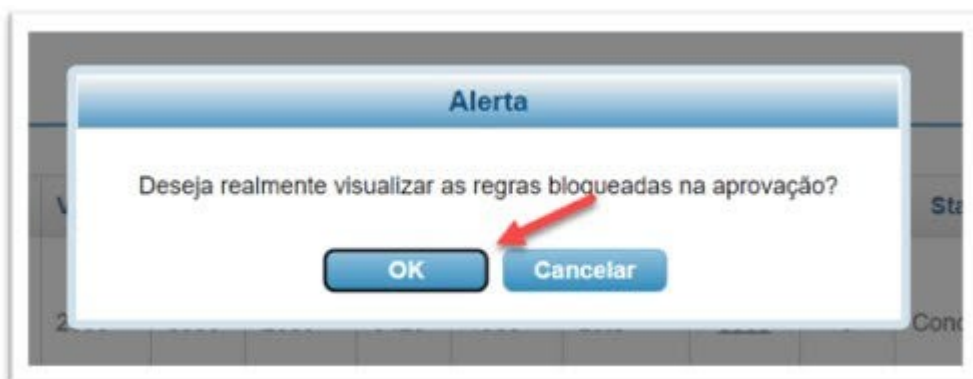 Alerta
Deseja realmente visualizar as regras bloqueadas na aprovação?
OK Cancelar